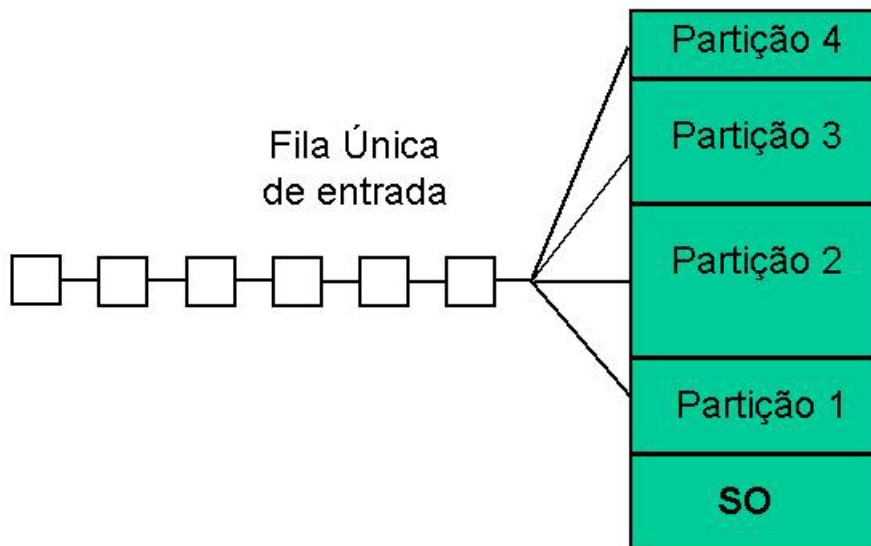 Fila Única
de entrada
Partição 4
Partição 3
Partição 2
Partição 1
SO